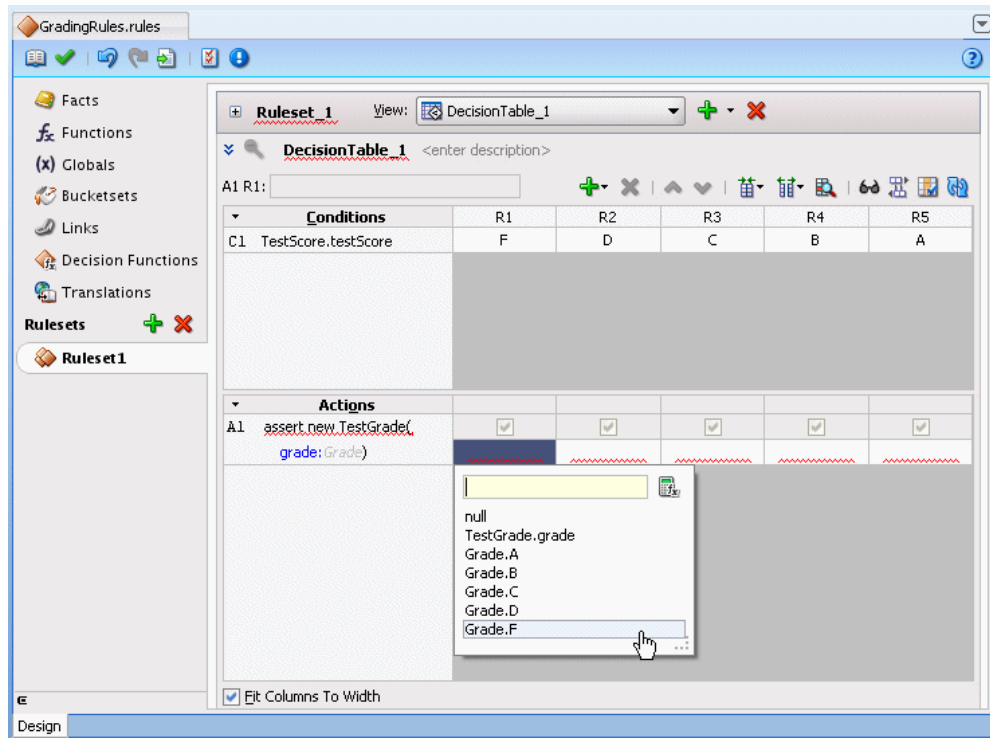 GradingRules.rules
Facts
Functions
Globals
Bucketsets
Links
Decision Functions
Translations
Rulesets
Ruleset1
Ruleset_1 View: DecisionTable_1
DecisionTable_1 <enter description>
A1 R1:
Conditions R1 R2 R3 R4 R5
C1 TestScore.testScore F D C B A
Actions
A1 assert new TestGrade(
grade:Grade)
null
TestGrade.grade
Grade.A
Grade.B
Grade.C
Grade.D
Grade.F
Fit Columns To Width
Design